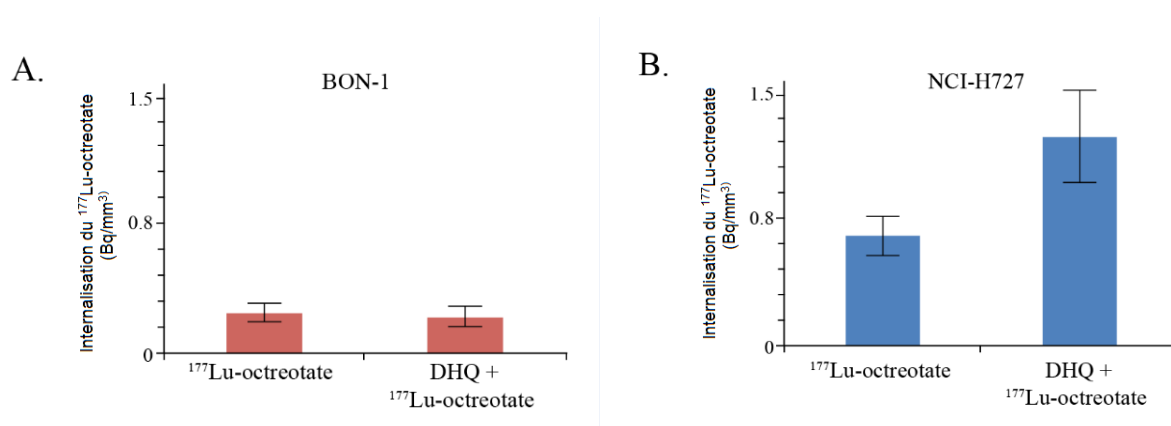 A.
BON-1
Internalisation du ¹⁷⁷Lu-octreotate
(Bq/mm³)
1.5
0.8
0
¹⁷⁷Lu-octreotate
DHQ +
¹⁷⁷Lu-octreotate
B.
NCI-H727
Internalisation du ¹⁷⁷Lu-octreotate
(Bq/mm³)
1.5
0.8
0
¹⁷⁷Lu-octreotate
DHQ +
¹⁷⁷Lu-octreotate